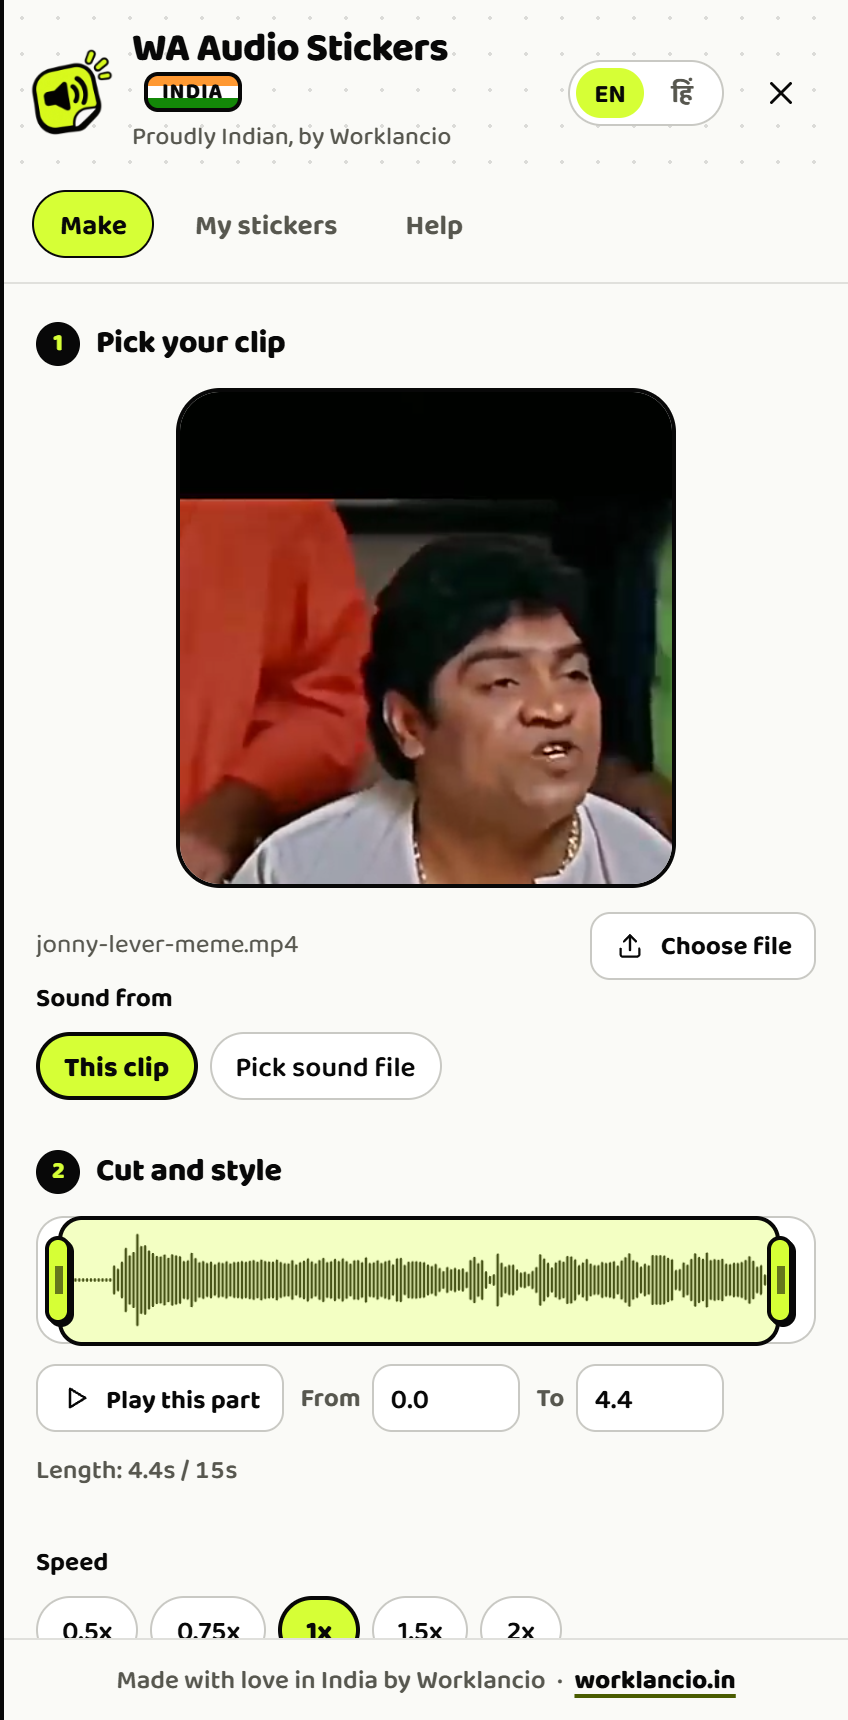 WA Audio Stickers
INDIA
Proudly Indian, by Worklancio
EN हिं
Make My stickers Help
1 Pick your clip
jonny-lever-meme.mp4
Choose file
Sound from
This clip Pick sound file
2 Cut and style
Play this part From 0.0 To 4.4
Length: 4.4s / 15s
Speed
0.5x 0.75x 1x 1.5x 2x
Made with love in India by Worklancio · worklancio.in